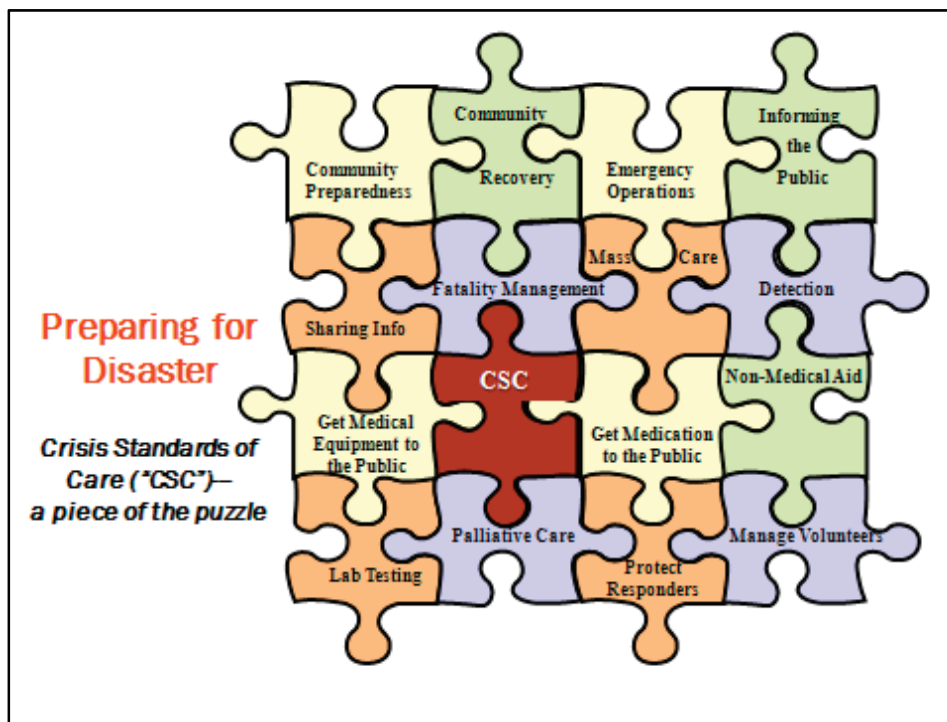 Preparing for
Disaster
Crisis Standards of
Care ("CSC")—
a piece of the puzzle
Community
Preparedness
Community
Recovery
Emergency
Operations
Informing
the
Public
Sharing Info
Fatality Management
Mass Care
Detection
Get Medical
Equipment to
the Public
CSC
Get Medication
to the Public
Non-Medical Aid
Lab Testing
Palliative Care
Protect
Responders
Manage Volunteers